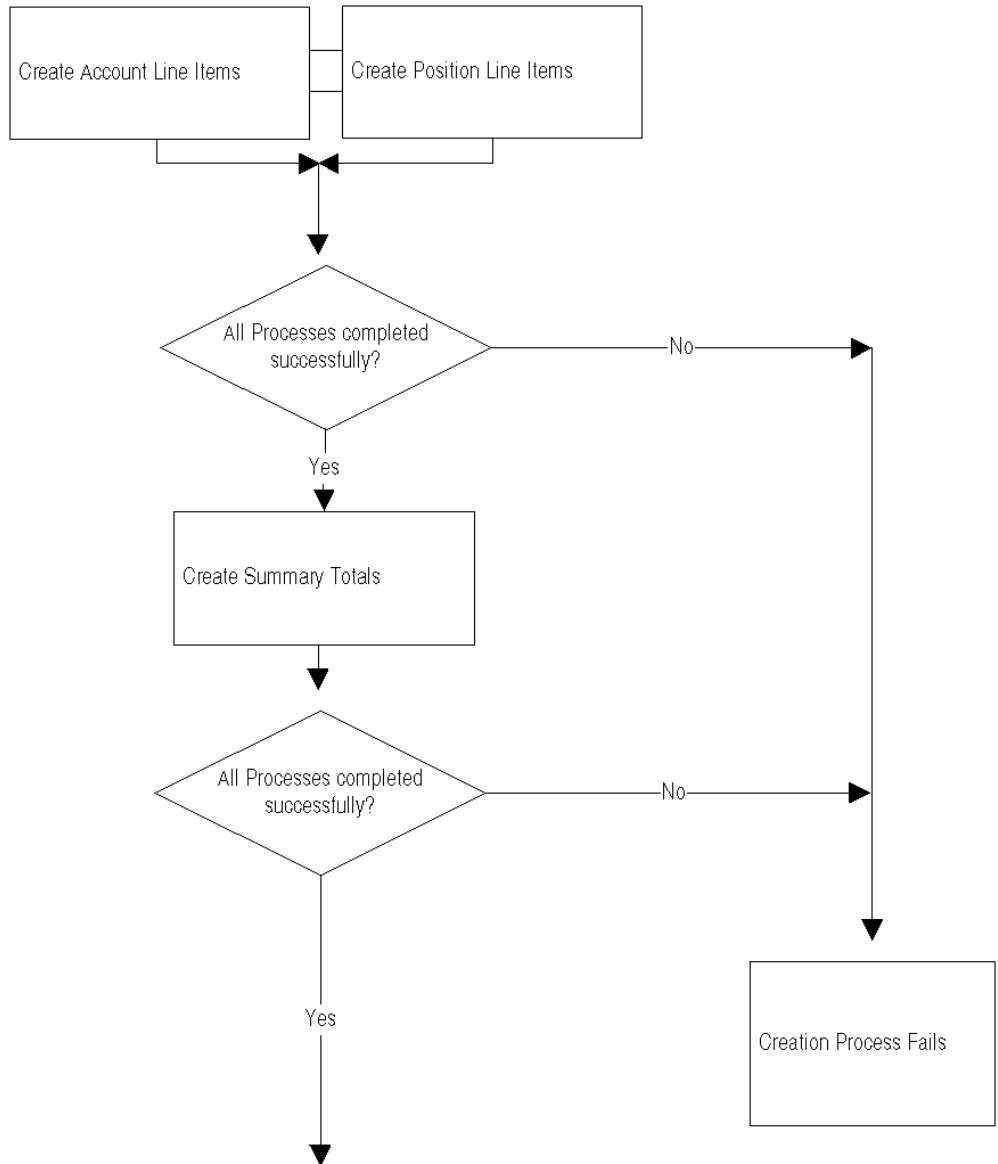 Create Account Line Items
Create Position Line Items
All Processes completed
successfully?
No
Yes
Create Summary Totals
All Processes completed
successfully?
No
Yes
Creation Process Fails